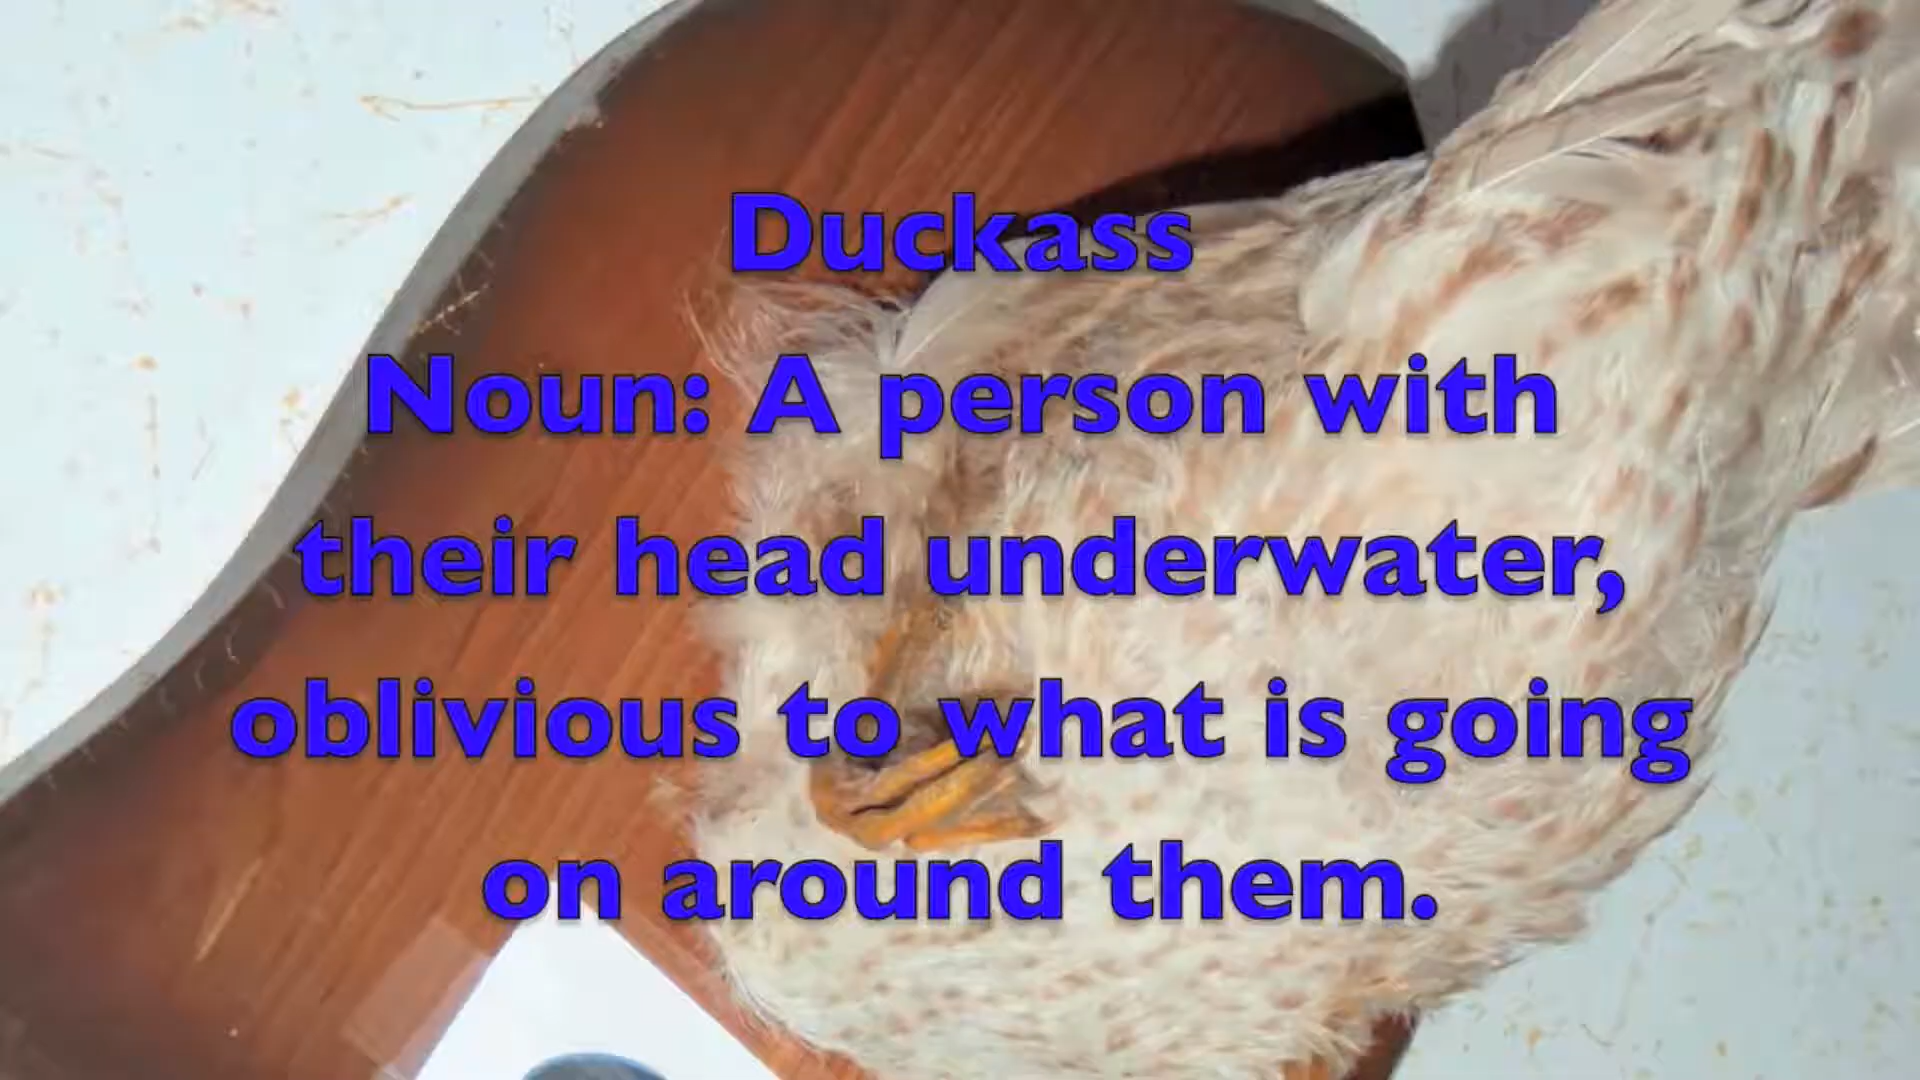 Duckass
Noun: A person with
their head underwater,
oblivious to what is going
on around them.